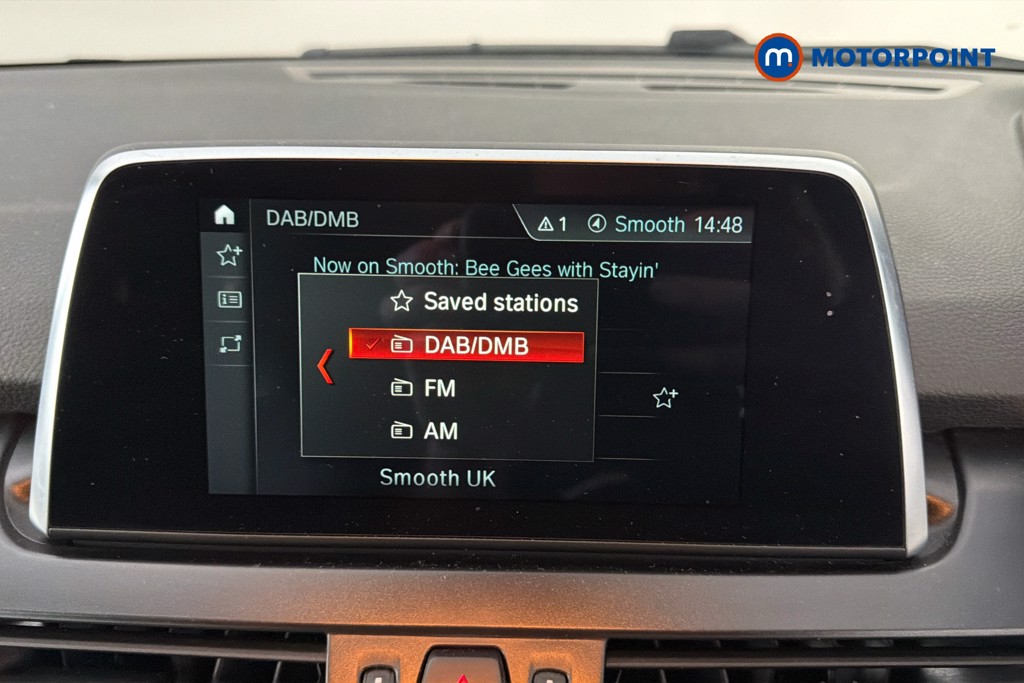 m MOTORPOINT
DAB/DMB
1 Smooth 14:48
Now on Smooth: Bee Gees with Stayin'
Saved stations
DAB/DMB
FM
AM
Smooth UK